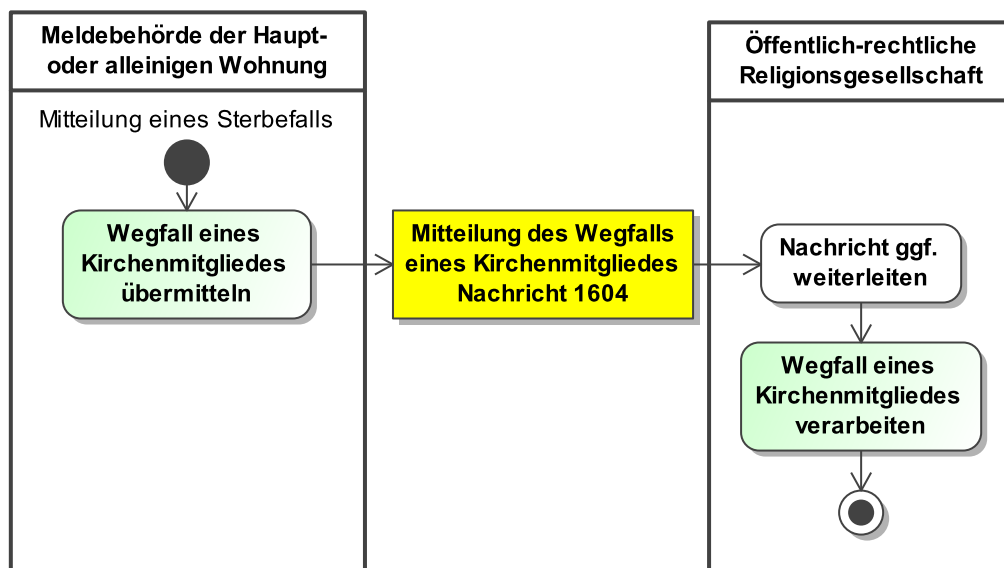 Meldebehörde der Haupt-
oder alleinigen Wohnung
Mitteilung eines Sterbefalls
Wegfall eines
Kirchenmitgliedes
übermitteln
Mitteilung des Wegfalls
eines Kirchenmitgliedes
Nachricht 1604
Öffentlich-rechtliche
Religionsgesellschaft
Nachricht ggf.
weiterleiten
Wegfall eines
Kirchenmitgliedes
verarbeiten